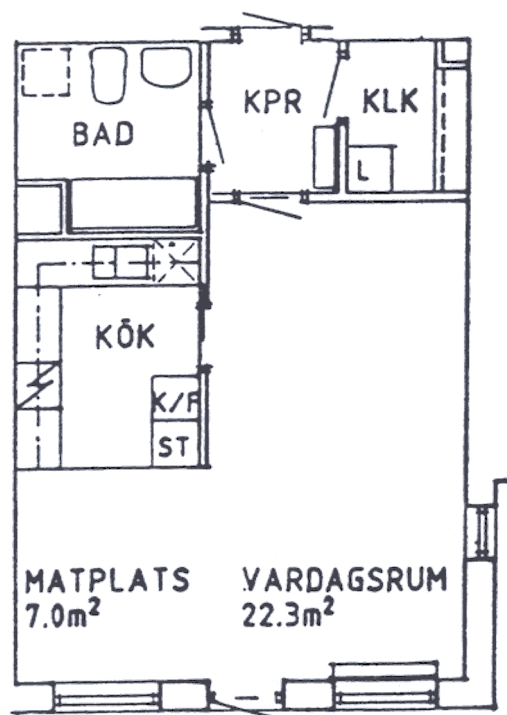 KPR
KLK
BAD
L
KÖK
K/F
ST
MATPLATS
7.0m²
VARDAGSRUM
22.3m²